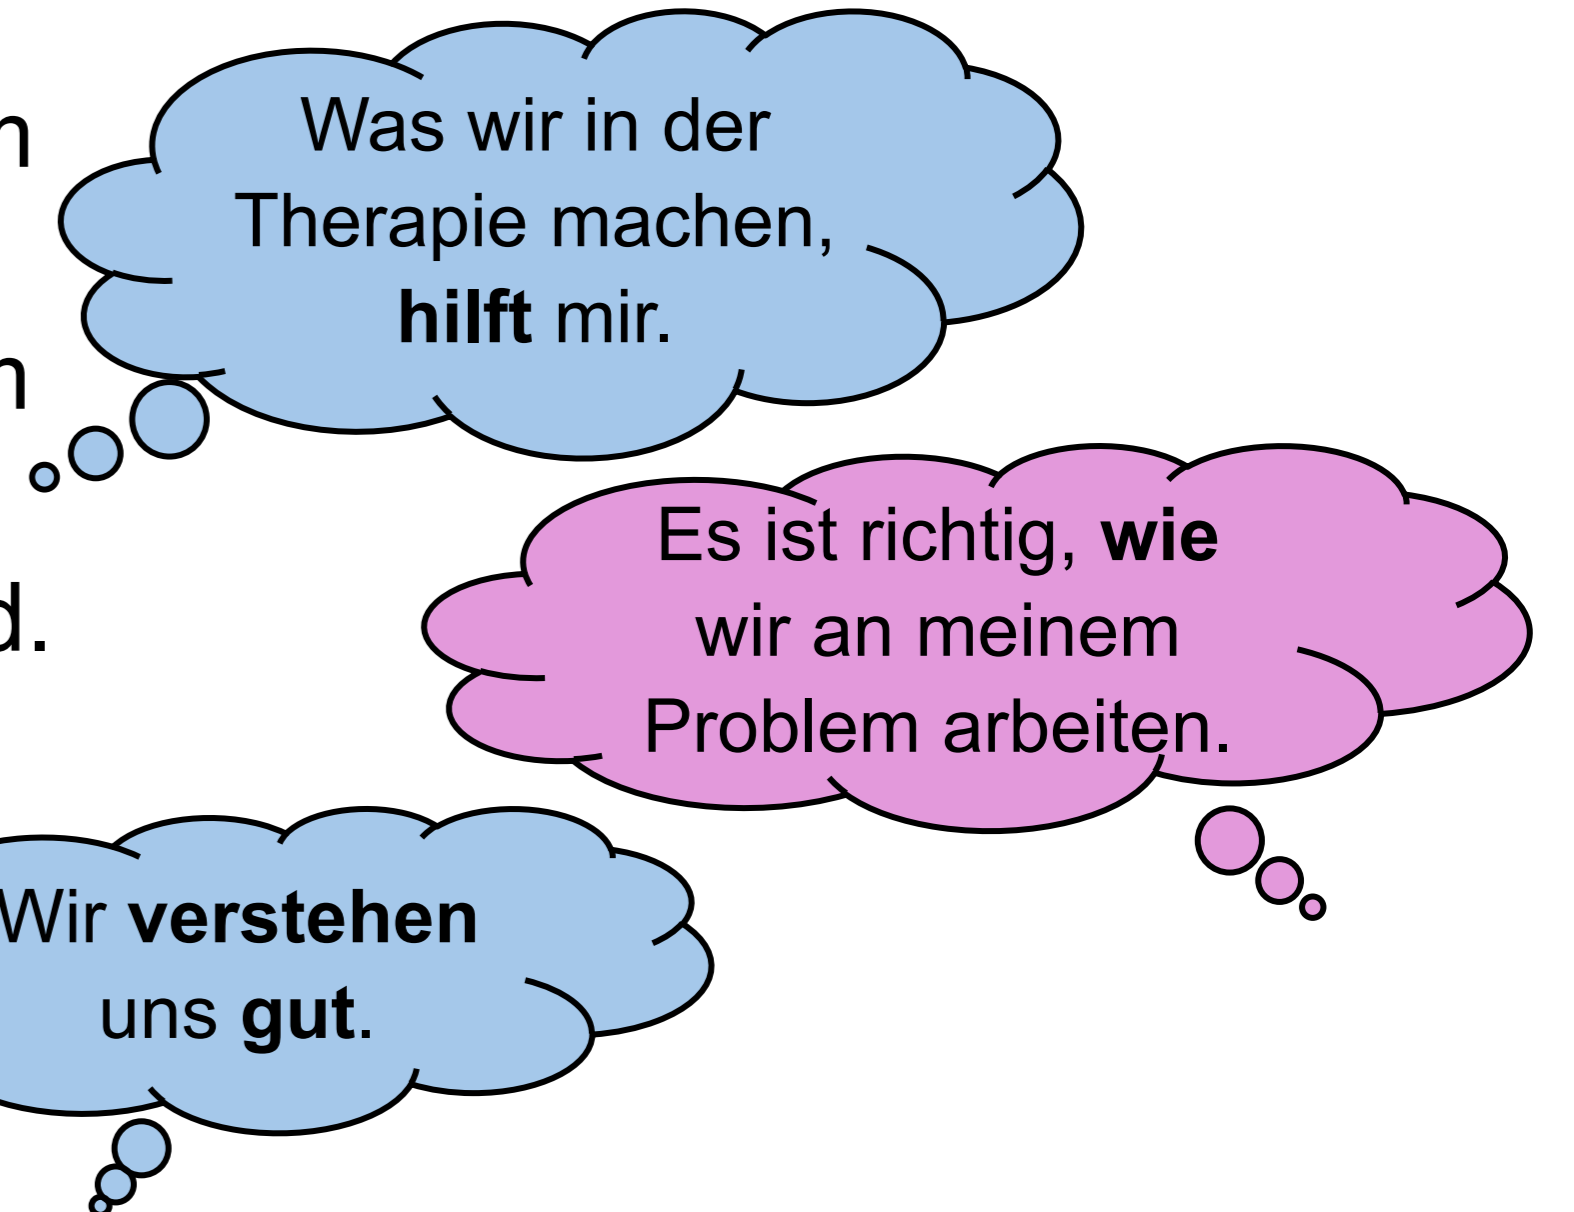 Was wir in der
Therapie machen,
hilft mir.
Es ist richtig, wie
wir an meinem
Problem arbeiten.
Wir verstehen
uns gut.